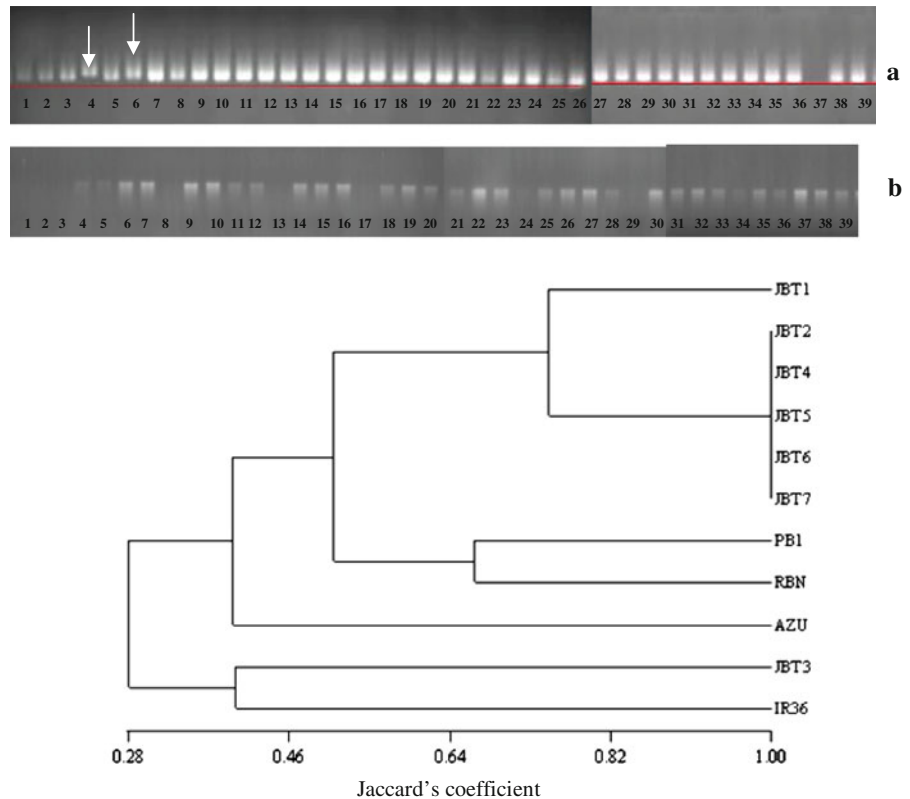 a
1 2 3 4 5 6 7 8 9 10 11 12 13 14 15 16 17 18 19 20 21 22 23 24 25 26 27 28 29 30 31 32 33 34 35 36 37 38 39
b
1 2 3 4 5 6 7 8 9 10 11 12 13 14 15 16 17 18 19 20 21 22 23 24 25 26 27 28 29 30 31 32 33 34 35 36 37 38 39
JBT1
JBT2
JBT4
JBT5
JBT6
JBT7
PB1
RBN
AZU
JBT3
IR36
0.28 0.46 0.64 0.82 1.00
Jaccard's coefficient